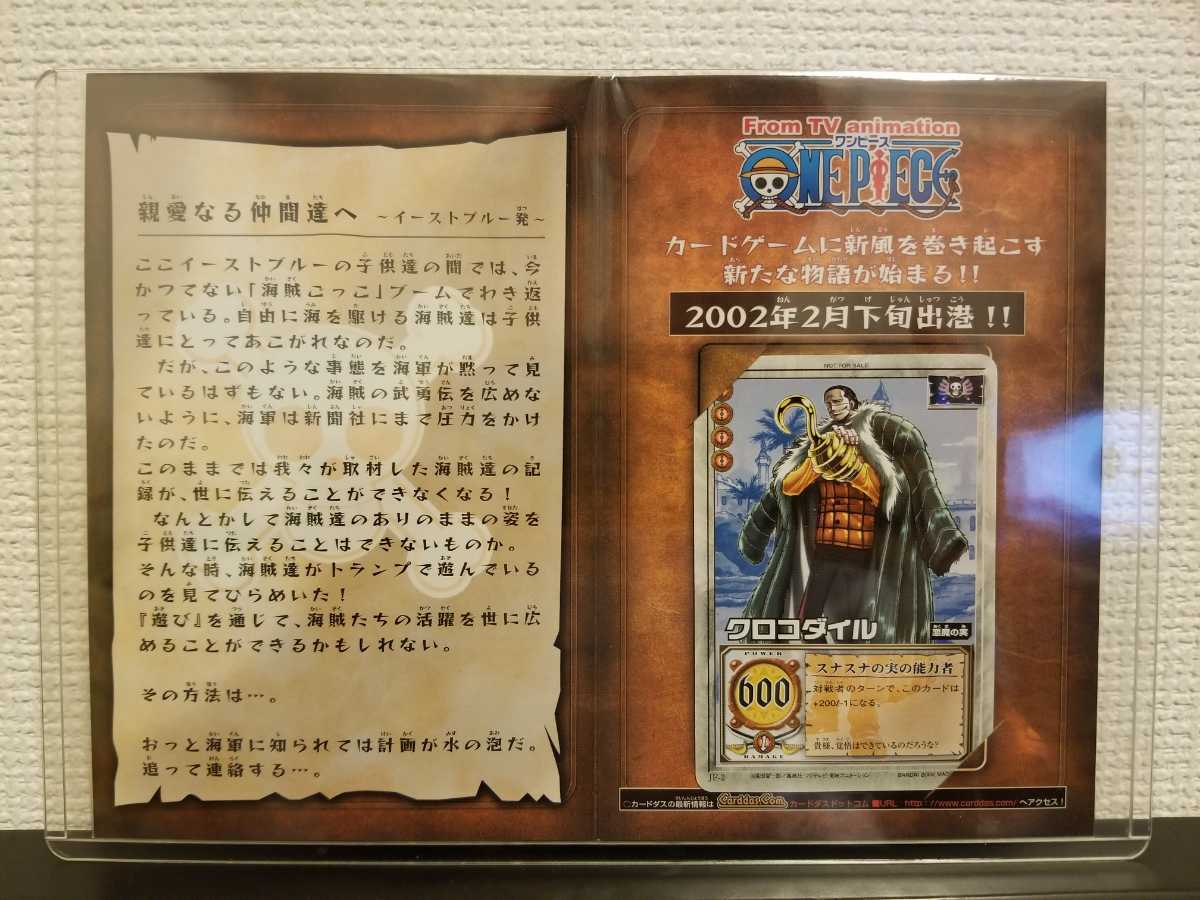 親愛なる仲間達へ ～イーストブルー発～
ここイーストブルーの子供達の間では、今
かつてない「海賊ごっこ」ブームでわき返
っている。自由に海を駆ける海賊達は子供
達にとってあこがれなのだ。
だが、このような事態を海軍が黙って見
ているはずもない。海賊の武勇伝を広めな
いように、海軍は新聞社にまで圧力をかけ
たのだ。
このままでは我々が取材した海賊達の記
録が、世に伝えることができなくなる！
なんとかして海賊達のありのままの姿を
子供達に伝えることはできないものか。
そんな時、海賊達がトランプで遊んでいる
のを見てひらめいた！
『遊び』を通じて、海賊たちの活躍を世に広
めることができるかもしれない。
その方法は…。
おっと海軍に知られては計画が水の泡だ。
追って連絡する…。
From TV animation
ワンピース
ONE PIECE
カードゲームに新風を巻き起こす
新たな物語が始まる!!
2002年2月下旬出港!!
NOT FOR SALE
クロコダイル
悪魔の実
POWER
600
DAMAGE
スナスナの実の能力者
対戦者のターンで、このカードは
+200/-1になる。
貴様、覚悟はできているのだろうな?
JP-2
○カードダスの最新情報は Carddas.Com カードダスドットコム ■URL http://www.carddas.com/ へアクセス！